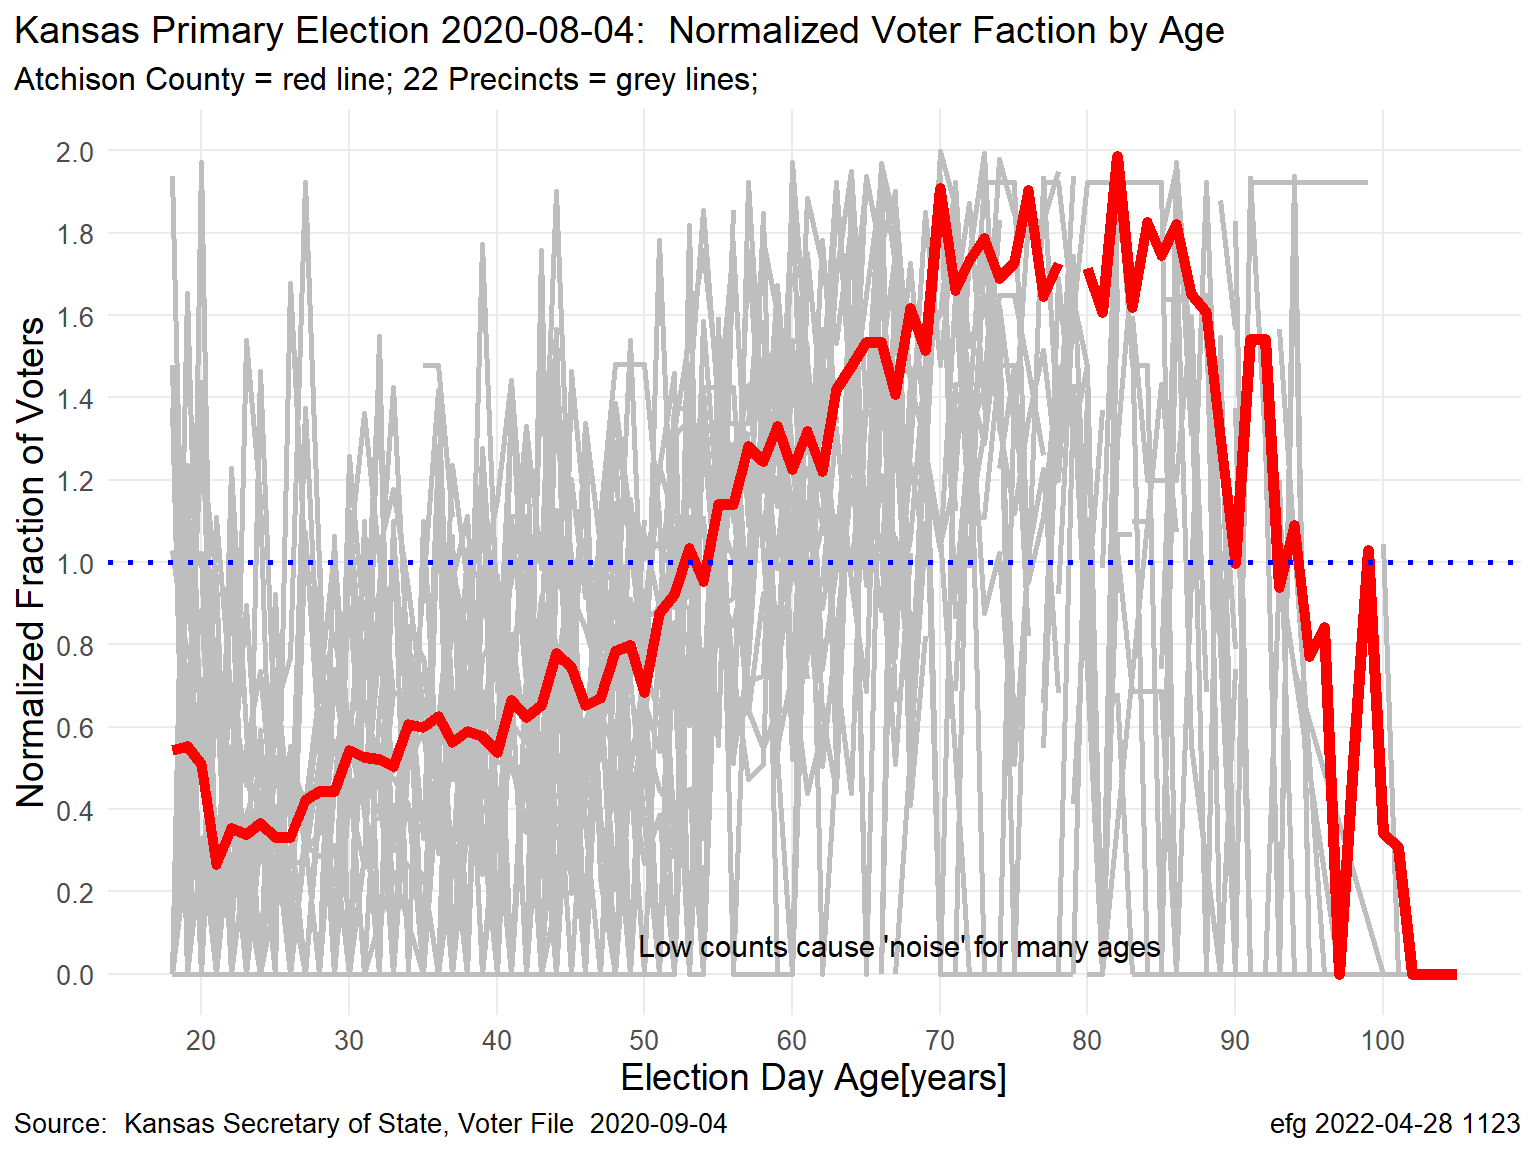 Kansas Primary Election 2020-08-04:  Normalized Voter Faction by Age
Atchison County = red line; 22 Precincts = grey lines;
Normalized Fraction of Voters
2.0
1.8
1.6
1.4
1.2
1.0
0.8
0.6
0.4
0.2
0.0
Low counts cause 'noise' for many ages
20 30 40 50 60 70 80 90 100
Election Day Age[years]
Source:  Kansas Secretary of State, Voter File  2020-09-04
efg 2022-04-28 1123